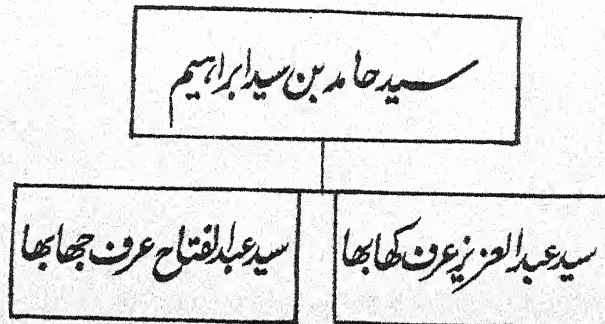 سید حامد بن سید ابراہیم
سید عبدالعزیز عرف کھابھا
سید عبدالفتاح عرف جھابھا